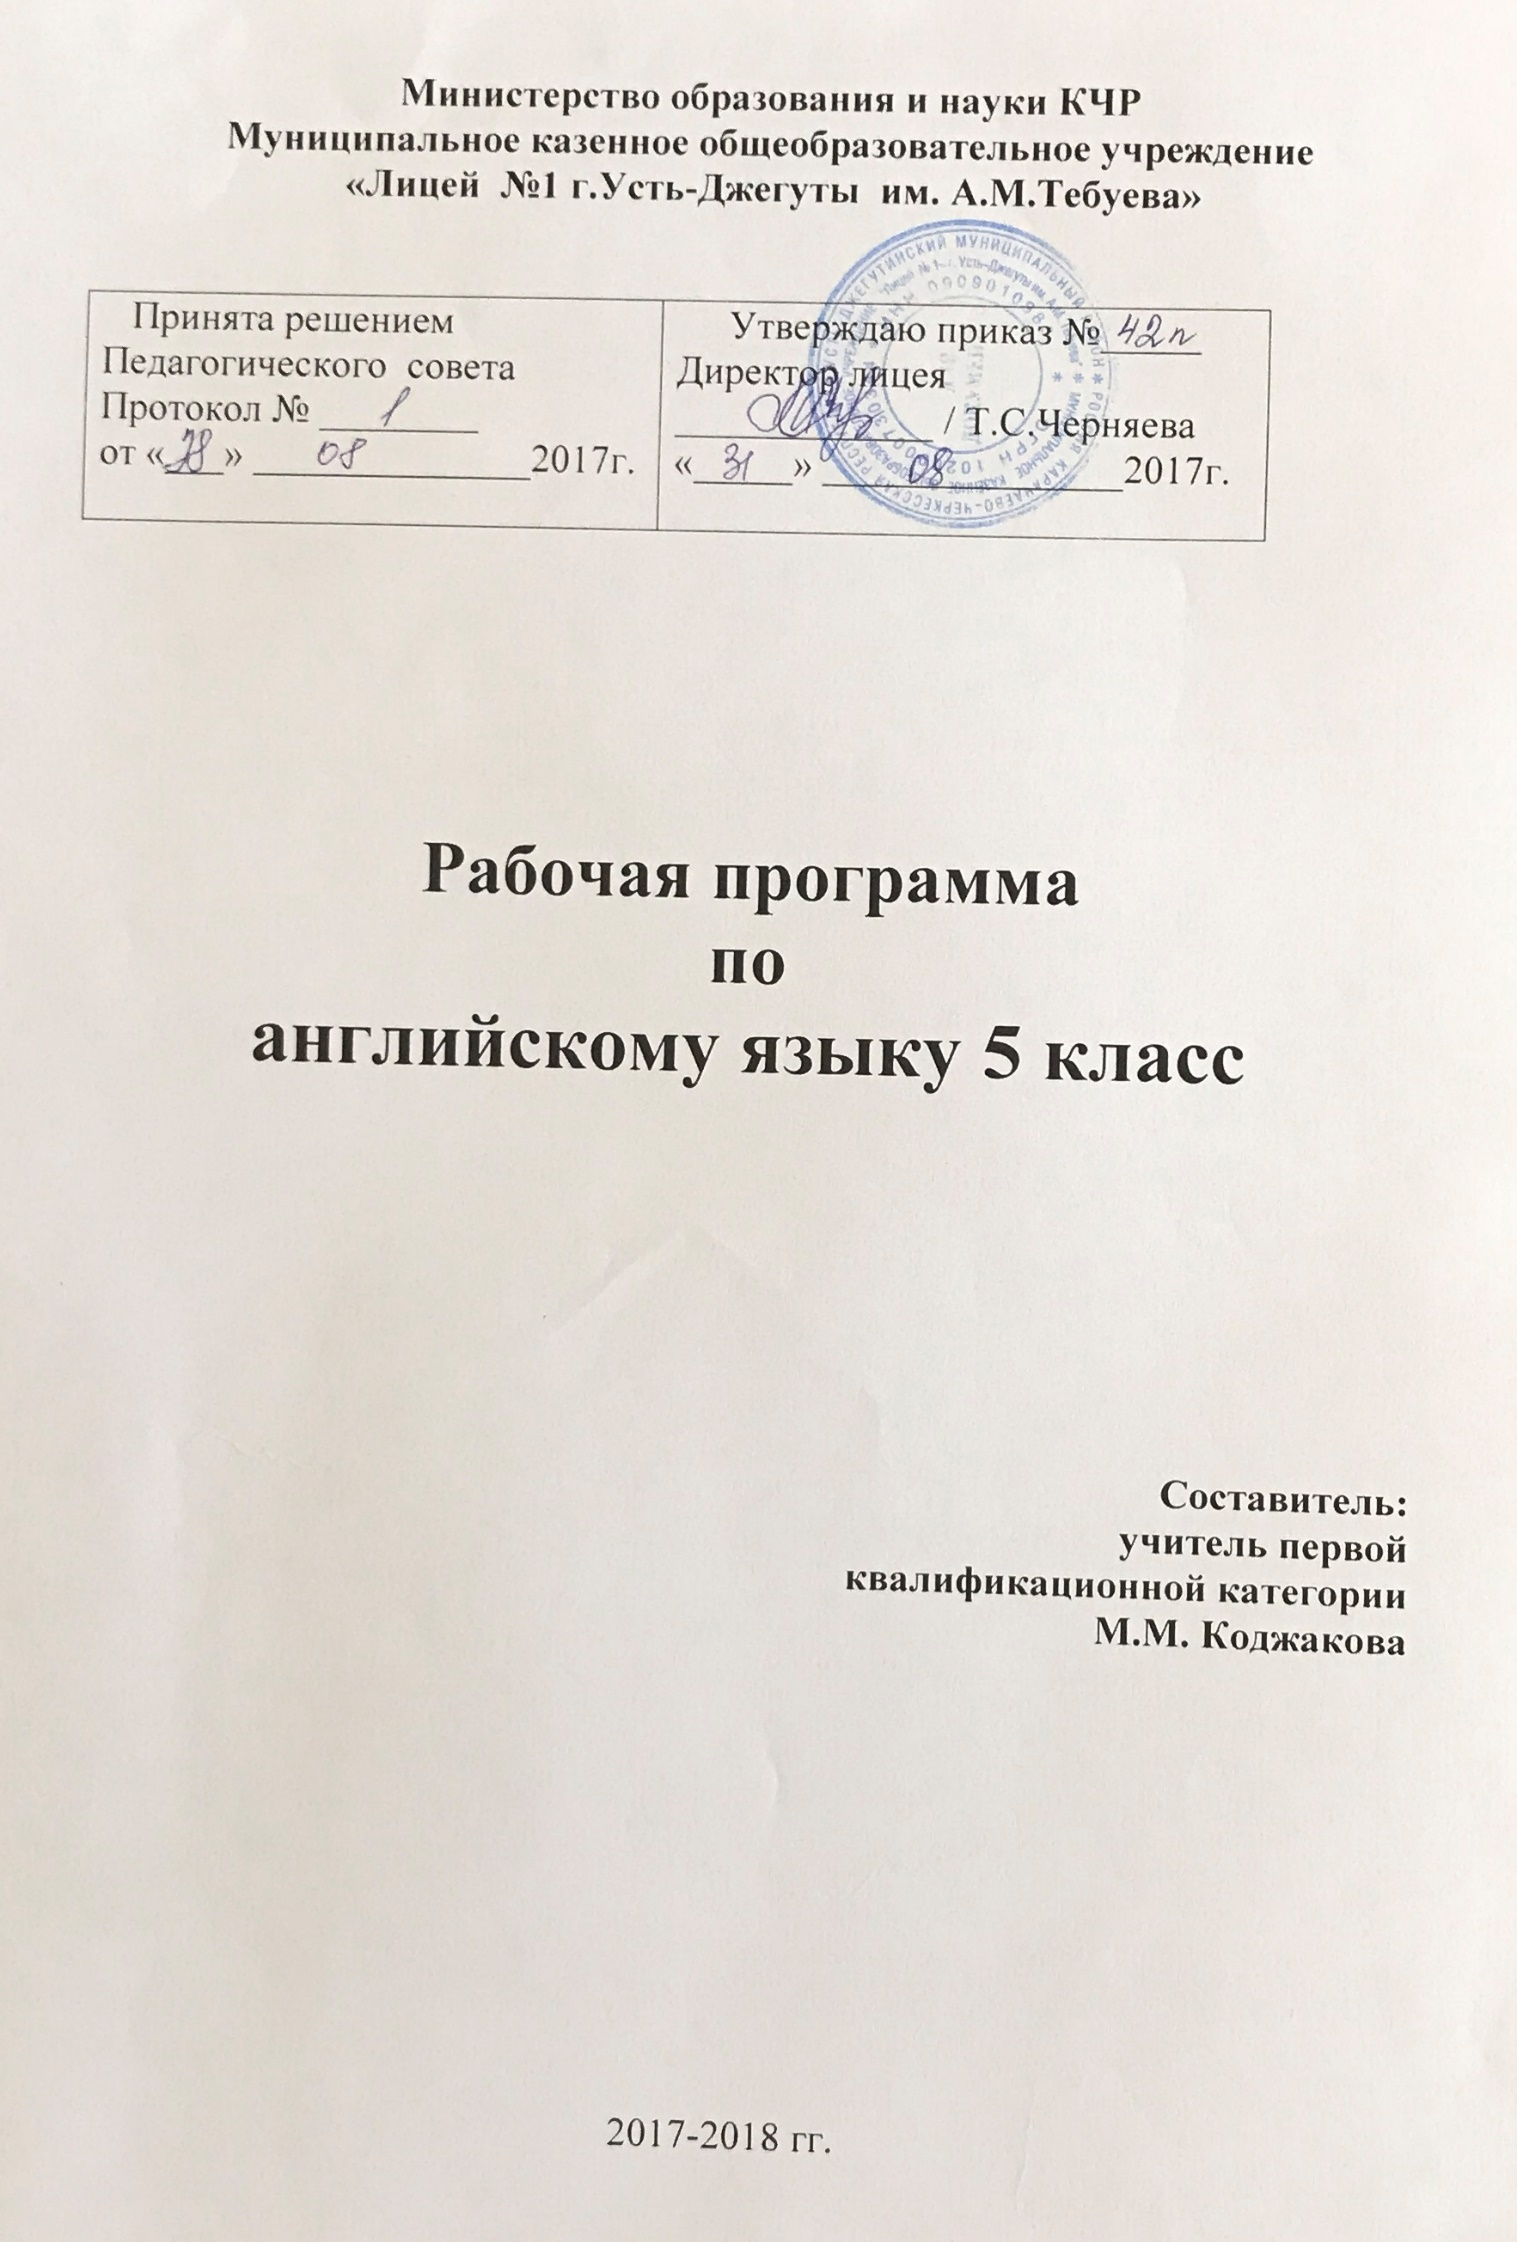 Министерство образования и науки КЧР
Муниципальное казенное общеобразовательное учреждение
«Лицей №1 г.Усть-Джегуты им. А.М.Тебуева»
Принята решением
Педагогического совета
Протокол № 1
от « » 08 2017г.
Утверждаю приказ № 42п
Директор лицея
/ Т.С.Черняева
«31» 08 2017г.
Рабочая программа
по
английскому языку 5 класс
Составитель:
учитель первой
квалификационной категории
М.М. Коджакова
2017-2018 гг.